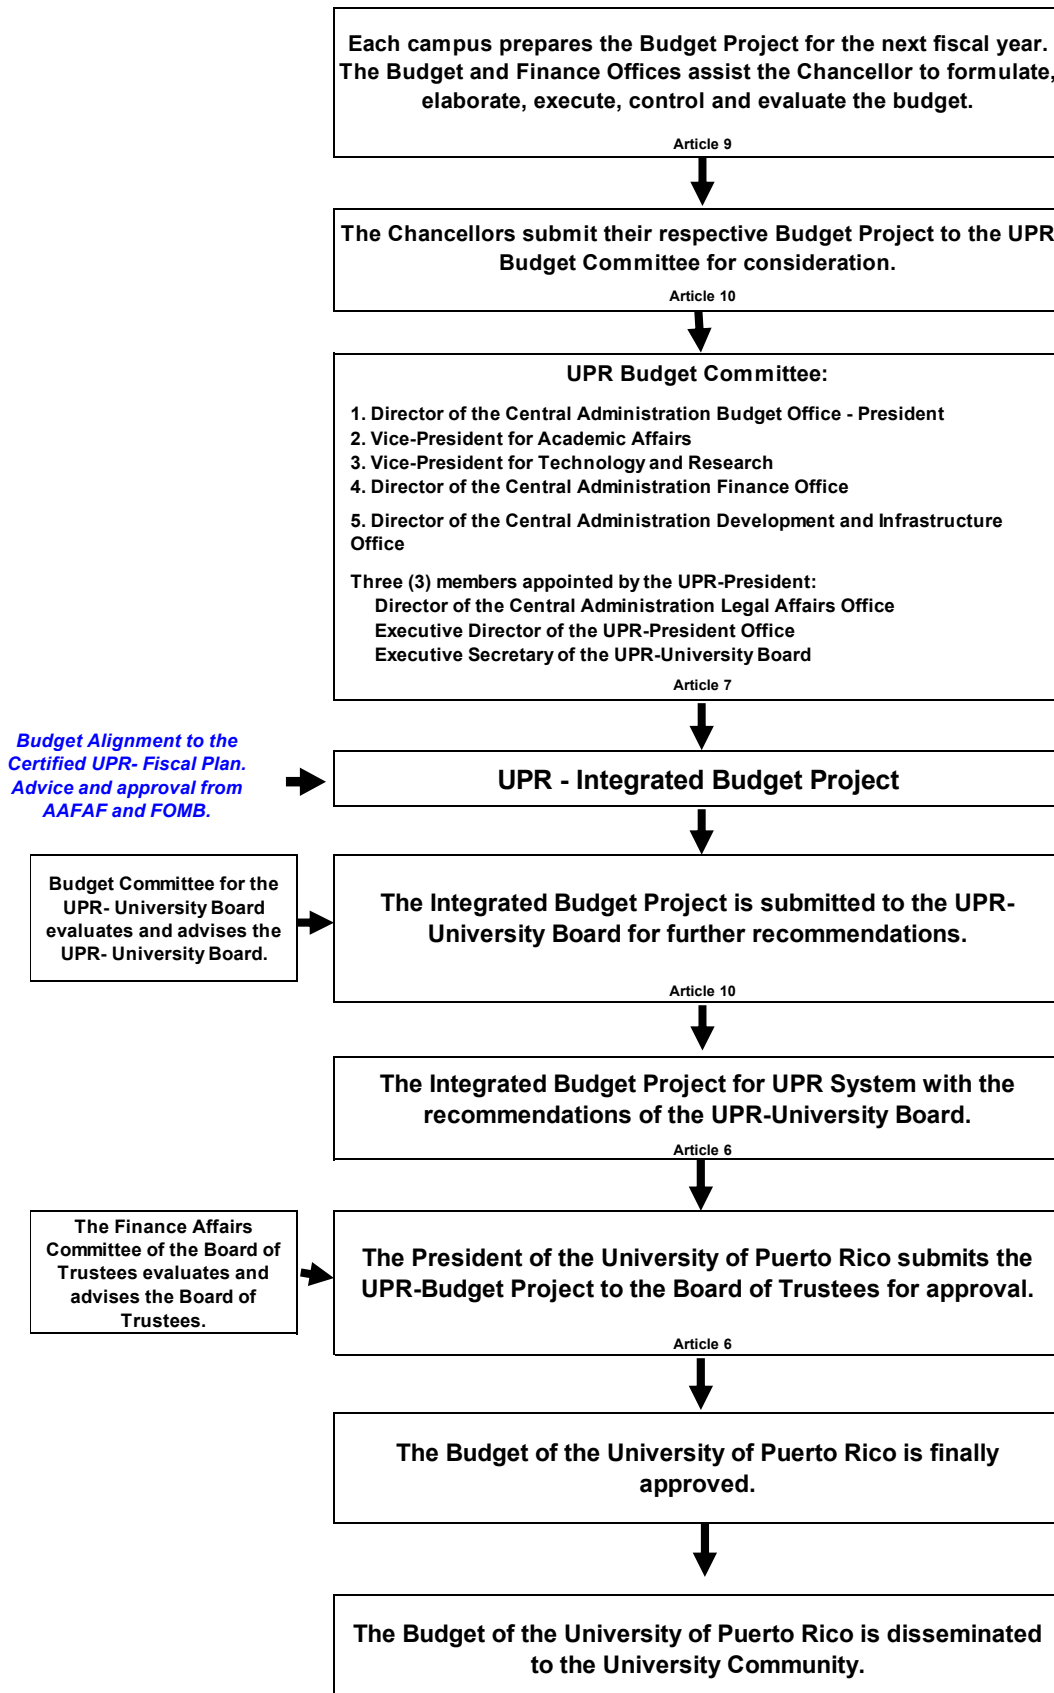 Each campus prepares the Budget Project for the next fiscal year.
The Budget and Finance Offices assist the Chancellor to formulate,
elaborate, execute, control and evaluate the budget.
Article 9
The Chancellors submit their respective Budget Project to the UPR
Budget Committee for consideration.
Article 10
UPR Budget Committee:
1. Director of the Central Administration Budget Office - President
2. Vice-President for Academic Affairs
3. Vice-President for Technology and Research
4. Director of the Central Administration Finance Office
5. Director of the Central Administration Development and Infrastructure
Office
Three (3) members appointed by the UPR-President:
Director of the Central Administration Legal Affairs Office
Executive Director of the UPR-President Office
Executive Secretary of the UPR-University Board
Article 7
Budget Alignment to the
Certified UPR- Fiscal Plan.
Advice and approval from
AAFAF and FOMB.
UPR - Integrated Budget Project
Budget Committee for the
UPR- University Board
evaluates and advises the
UPR- University Board.
The Integrated Budget Project is submitted to the UPR-
University Board for further recommendations.
Article 10
The Integrated Budget Project for UPR System with the
recommendations of the UPR-University Board.
Article 6
The Finance Affairs
Committee of the Board of
Trustees evaluates and
advises the Board of
Trustees.
The President of the University of Puerto Rico submits the
UPR-Budget Project to the Board of Trustees for approval.
Article 6
The Budget of the University of Puerto Rico is finally
approved.
The Budget of the University of Puerto Rico is disseminated
to the University Community.